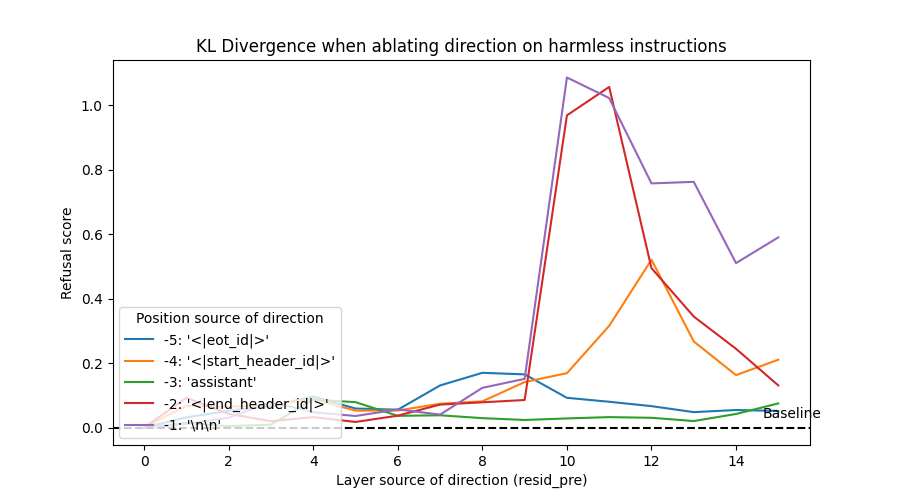 KL Divergence when ablating direction on harmless instructions
Refusal score
1.0
0.8
0.6
0.4
0.2
0.0
Position source of direction
-5: '<|eot_id|>'
-4: '<|start_header_id|>'
-3: 'assistant'
-2: '<|end_header_id|>'
-1: '\n\n'
Baseline
0 2 4 6 8 10 12 14
Layer source of direction (resid_pre)